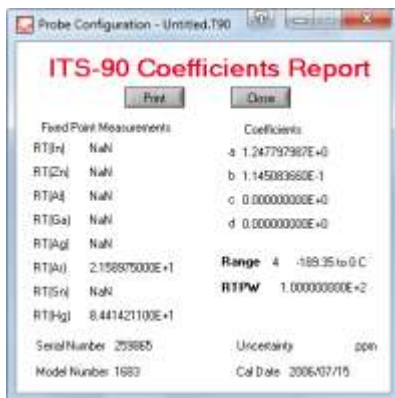 Probe Configuration - Untitled.T90
ITS-90 Coefficients Report
Print Close
Fixed Point Measurements
RT(In) NaN
RT(Zn) NaN
RT(Al) NaN
RT(Ga) NaN
RT(Ag) NaN
RT(Ar) 2.158975000E+1
RT(Sn) NaN
RT(Hg) 8.441421100E+1
Serial Number 259865
Model Number 1683
Coefficients
a 1.247797987E+0
b 1.145083660E-1
c 0.000000000E+0
d 0.000000000E+0
Range 4 -189.35 to 0 C
RTPW 1.000000000E+2
Uncertainty ppm
Cal Date 2006/07/15